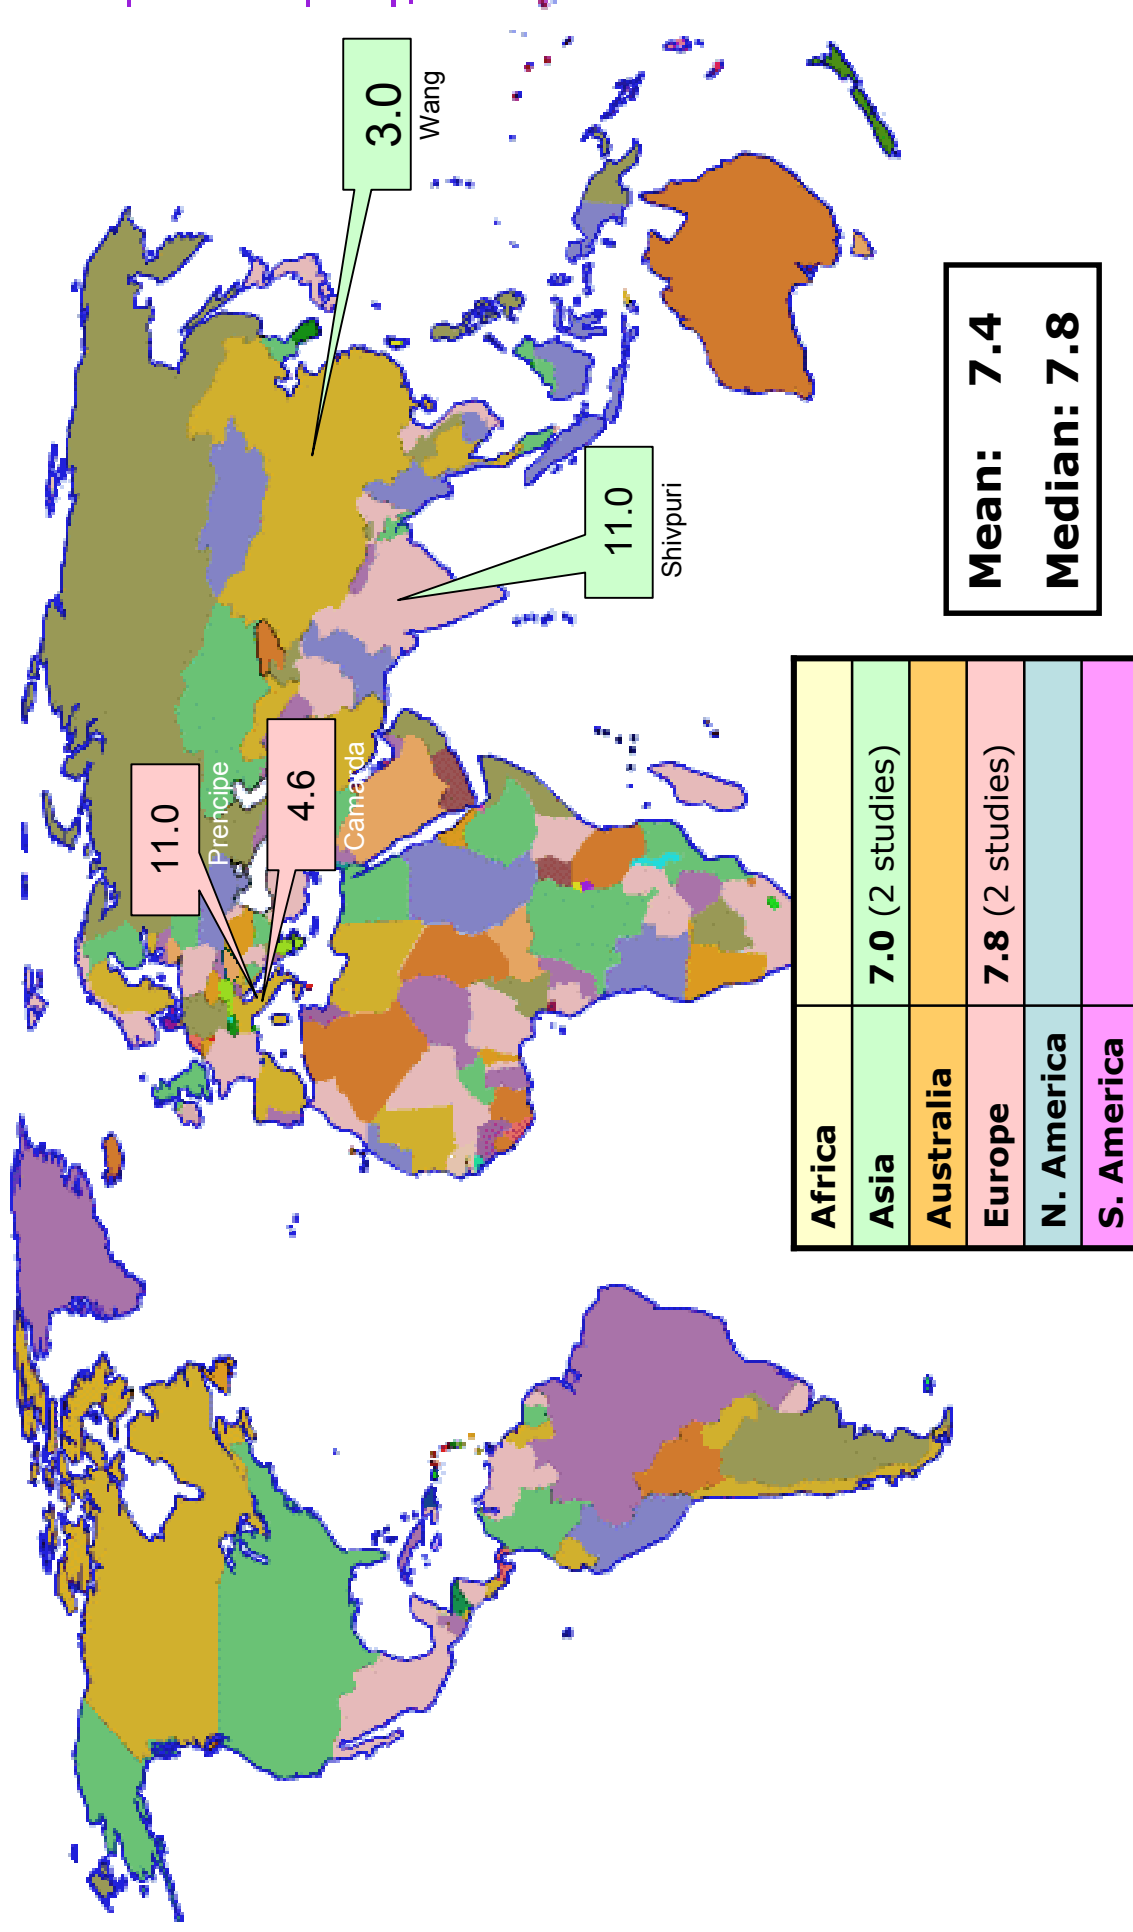 11.0
Prencipe
4.6
Camarda
3.0
Wang
11.0
Shivpuri
Africa
Asia 7.0 (2 studies)
Australia
Europe 7.8 (2 studies)
N. America
S. America
Mean: 7.4
Median: 7.8